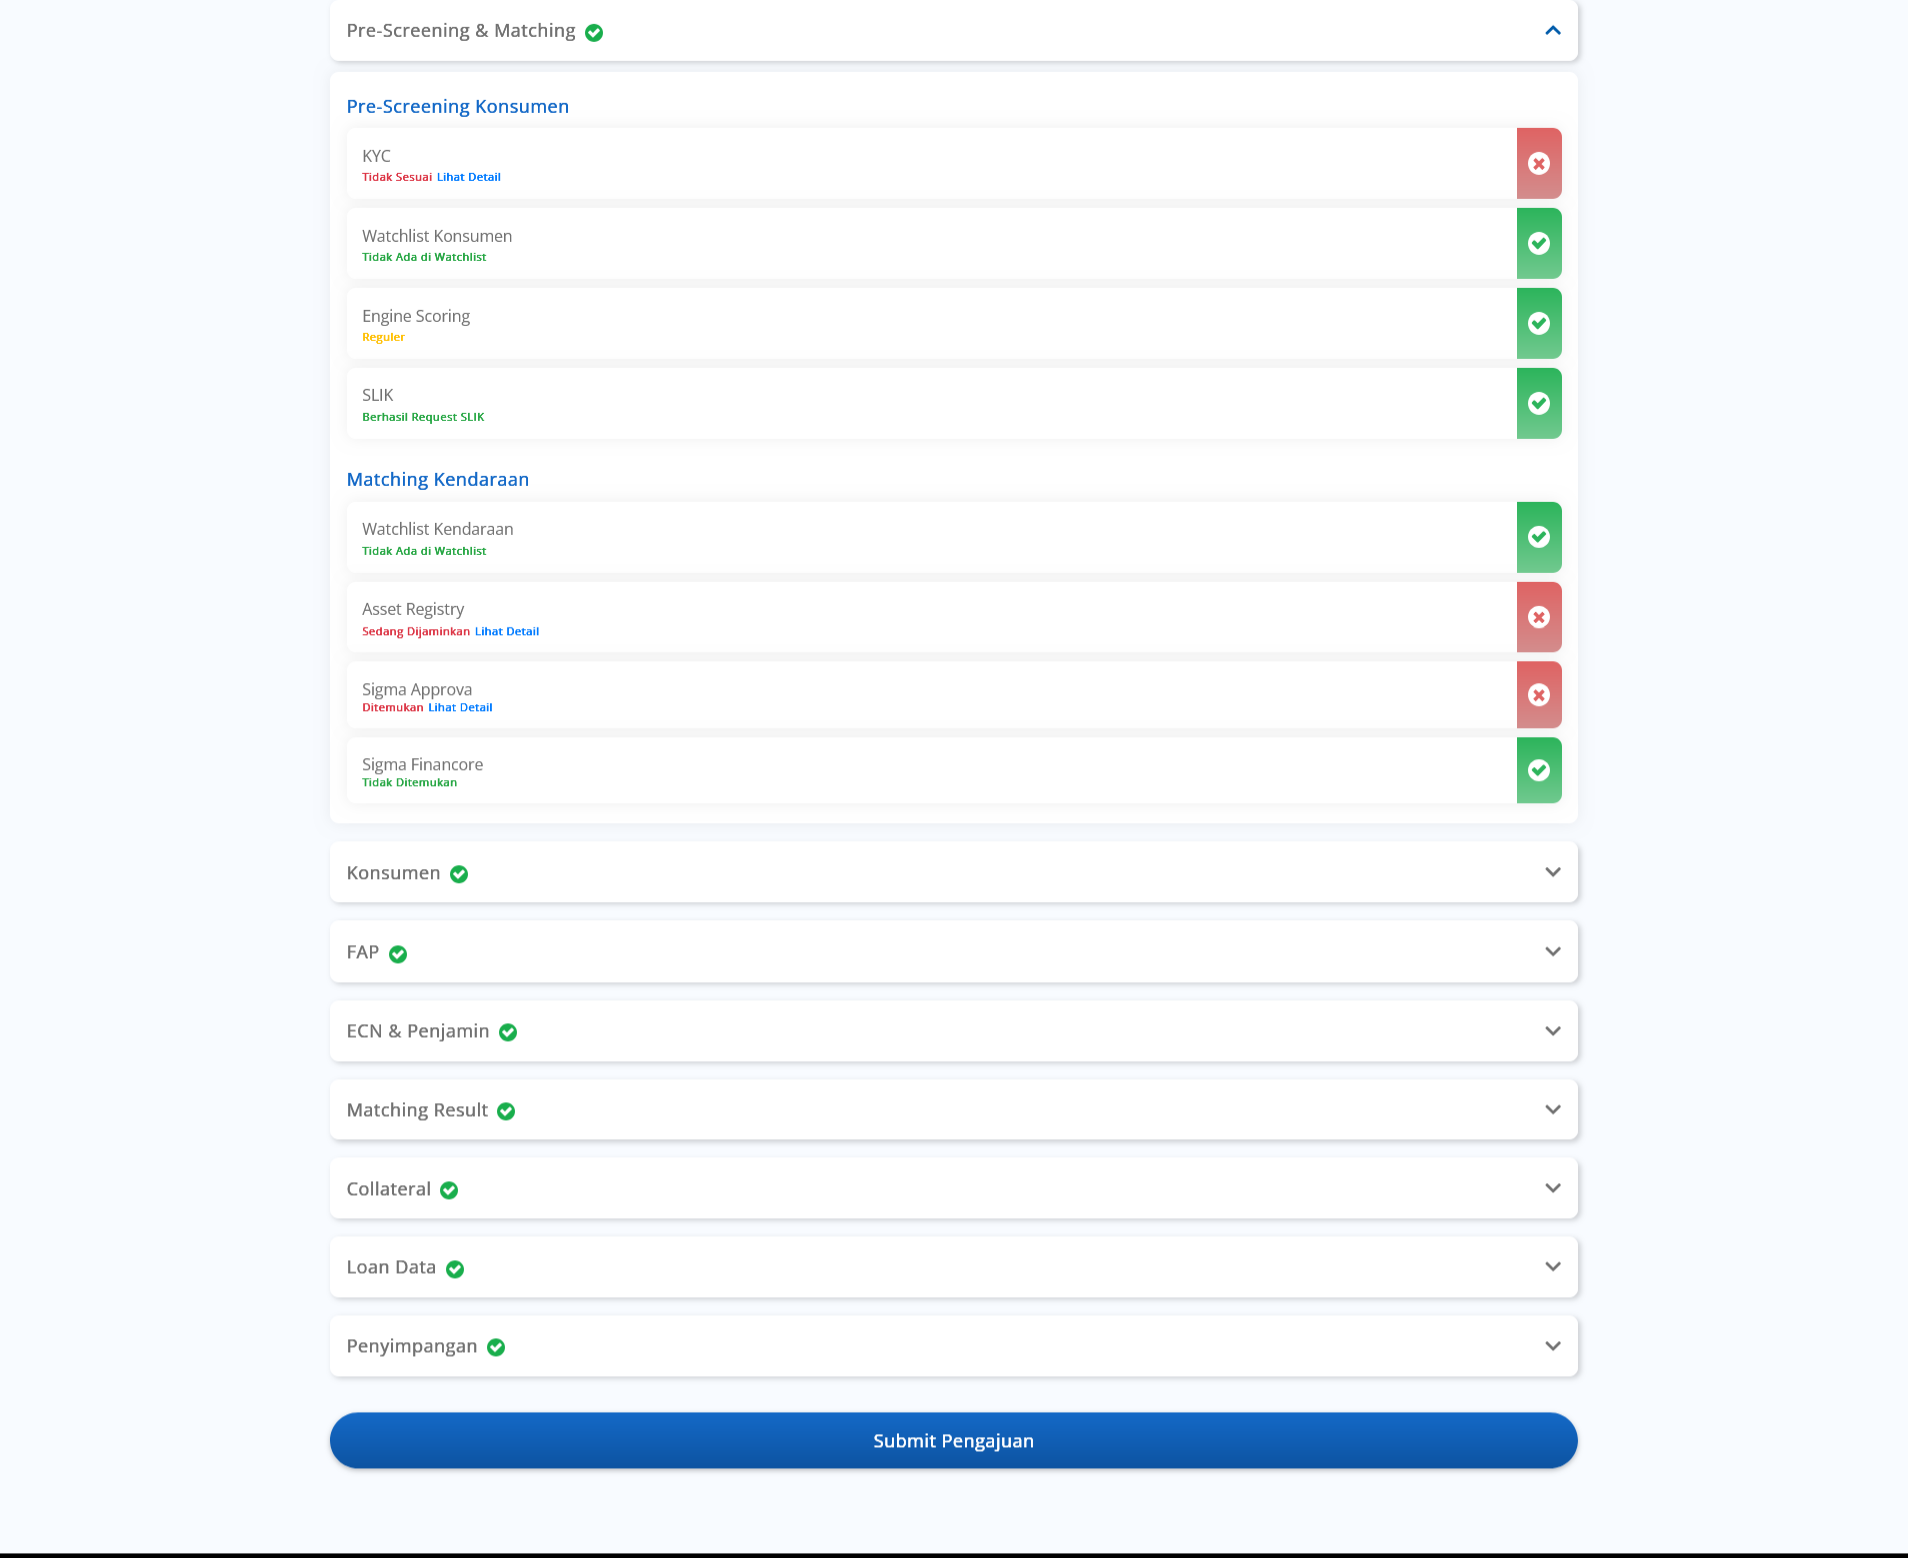 Pre-Screening & Matching
Pre-Screening Konsumen
KYC
Tidak Sesuai Lihat Detail
Watchlist Konsumen
Tidak Ada di Watchlist
Engine Scoring
Reguler
SLIK
Berhasil Request SLIK
Matching Kendaraan
Watchlist Kendaraan
Tidak Ada di Watchlist
Asset Registry
Sedang Dijaminkan Lihat Detail
Sigma Approva
Ditemukan Lihat Detail
Sigma Financore
Tidak Ditemukan
Konsumen
FAP
ECN & Penjamin
Matching Result
Collateral
Loan Data
Penyimpangan
Submit Pengajuan